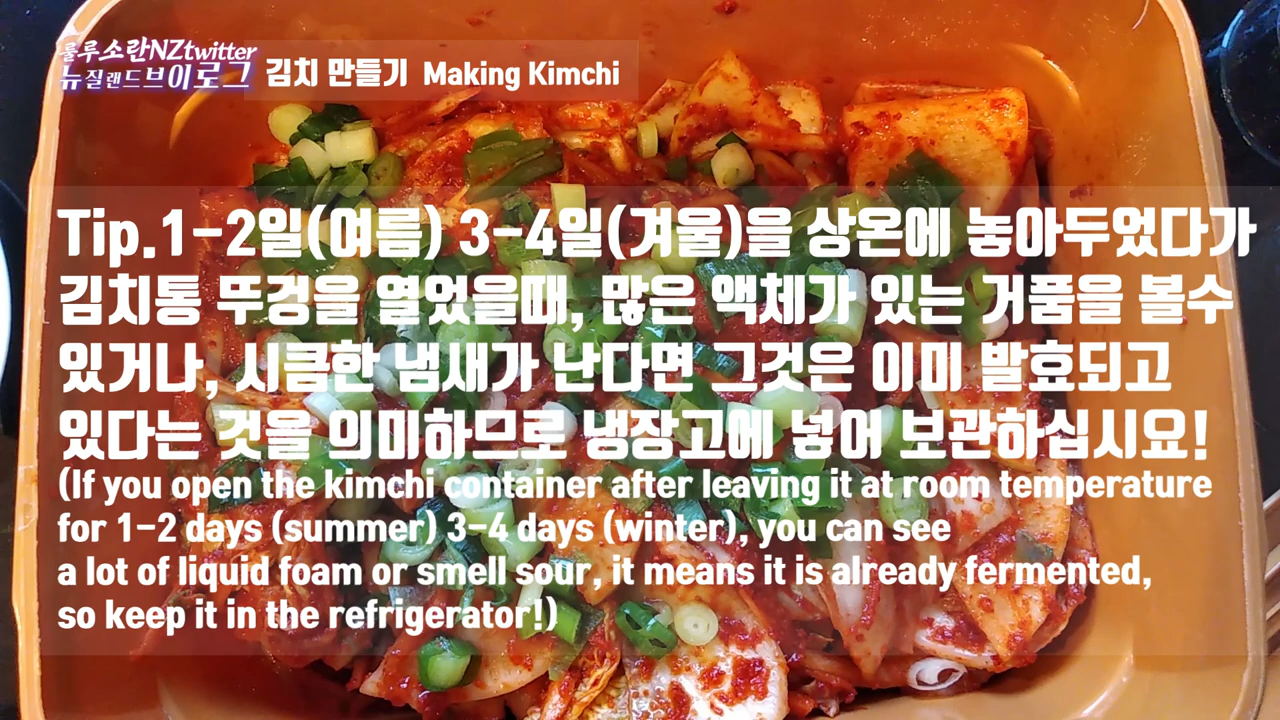 룰루소란NZtwitter
뉴질랜드브이로그
김치 만들기 Making Kimchi
Tip.1-2일(여름) 3-4일(겨울)을 상온에 놓아두었다가
김치통 뚜겅을 열었을때, 많은 액체가 있는 거품을 볼수
있거나, 시큼한 냄새가 난다면 그것은 이미 발효되고
있다는 것을 의미하므로 냉장고에 넣어 보관하십시요!
(If you open the kimchi container after leaving it at room temperature
for 1-2 days (summer) 3-4 days (winter), you can see
a lot of liquid foam or smell sour, it means it is already fermented,
so keep it in the refrigerator!)